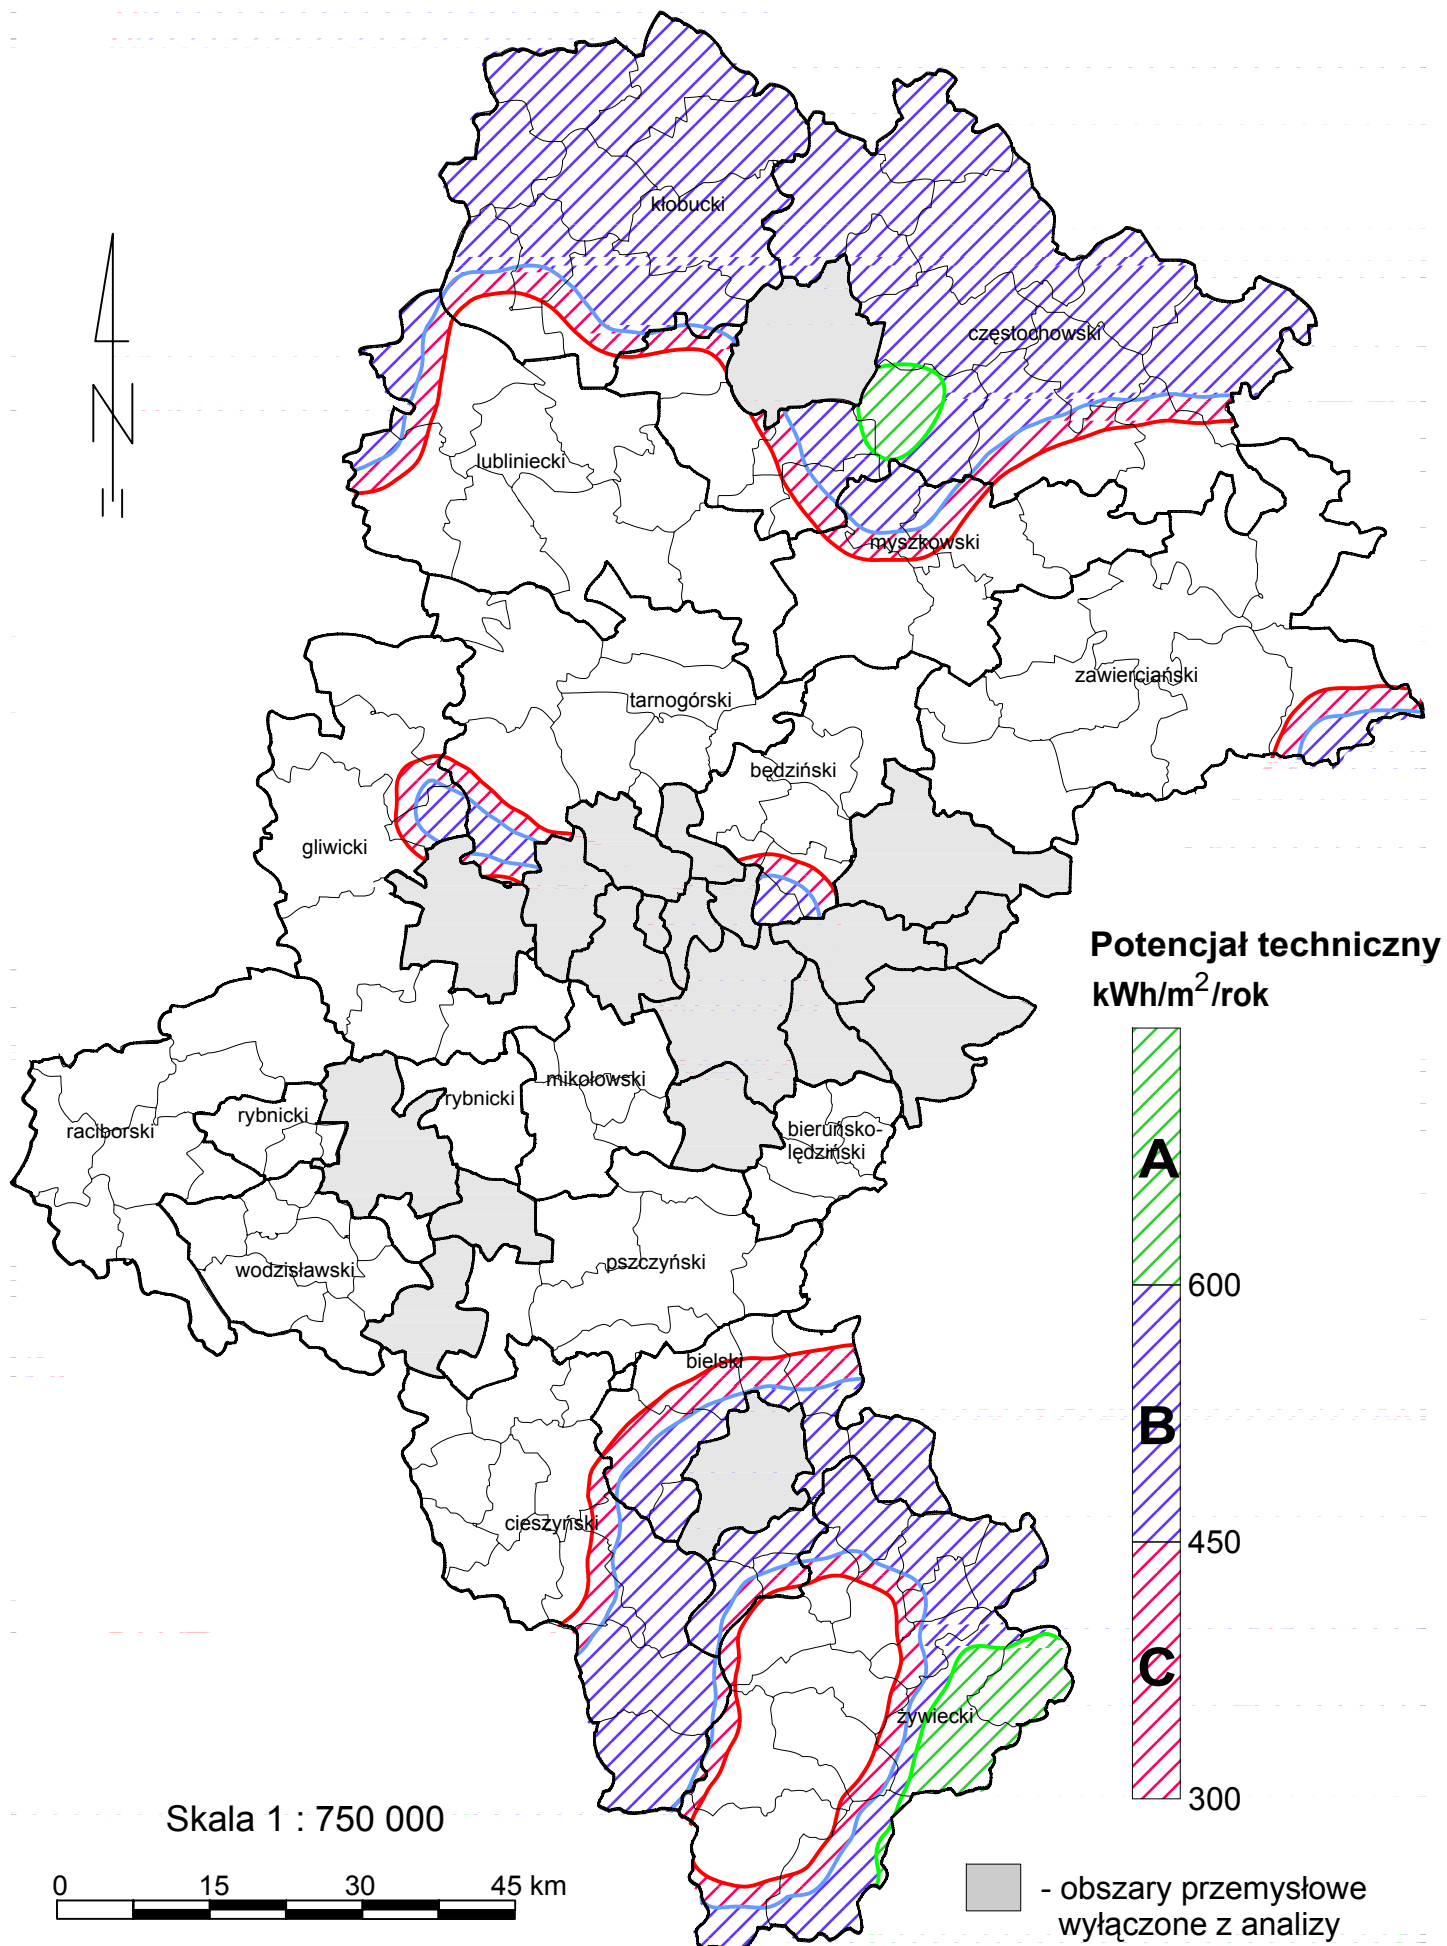 kłobucki
częstochowski
lubliniecki
myszkowski
zawierciański
tarnogórski
będziński
gliwicki
Potencjał techniczny
kWh/m²/rok
mikołowski
rybnicki
rybnicki
raciborski
bieruńsko-
lędziński
A
pszczyński
wodzisławski
600
bielski
B
cieszyński
450
C
żywiecki
300
Skala 1 : 750 000
0 15 30 45 km
- obszary przemysłowe
wyłączone z analizy
N